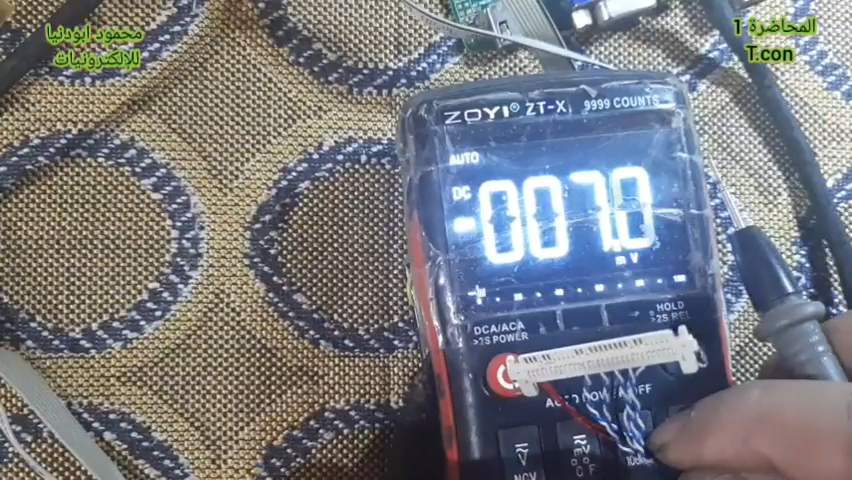 محمود ابودنيا
للإلكترونيات
المحاضرة 1
T.con
ZOYI® ZT-X 9999 COUNTS
AUTO
DC
-007.0
mV
HOLD
>2S REL
DCA/ACA
>2S POWER
AUTO POWER OFF
NCV